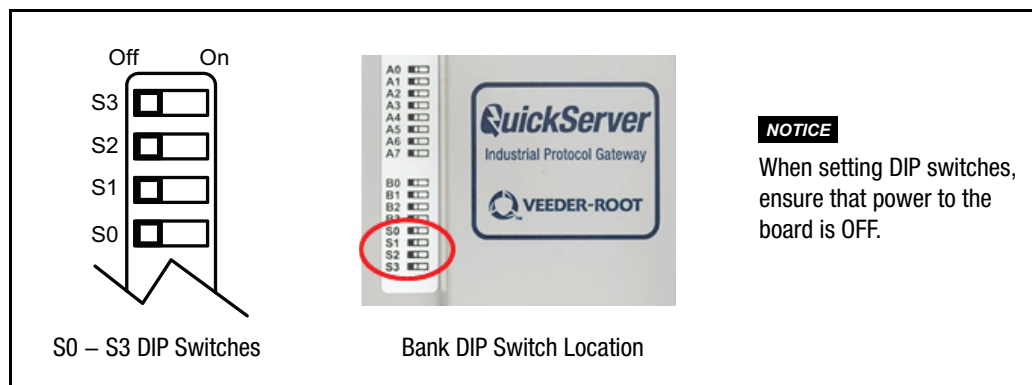 Off On
S3
S2
S1
S0
S0 – S3 DIP Switches
A0
A1
A2
A3
A4
A5
A6
A7
B0
B1
B2
B3
S0
S1
S2
S3
QuickServer
Industrial Protocol Gateway
VEEDER-ROOT
Bank DIP Switch Location
NOTICE
When setting DIP switches,
ensure that power to the
board is OFF.